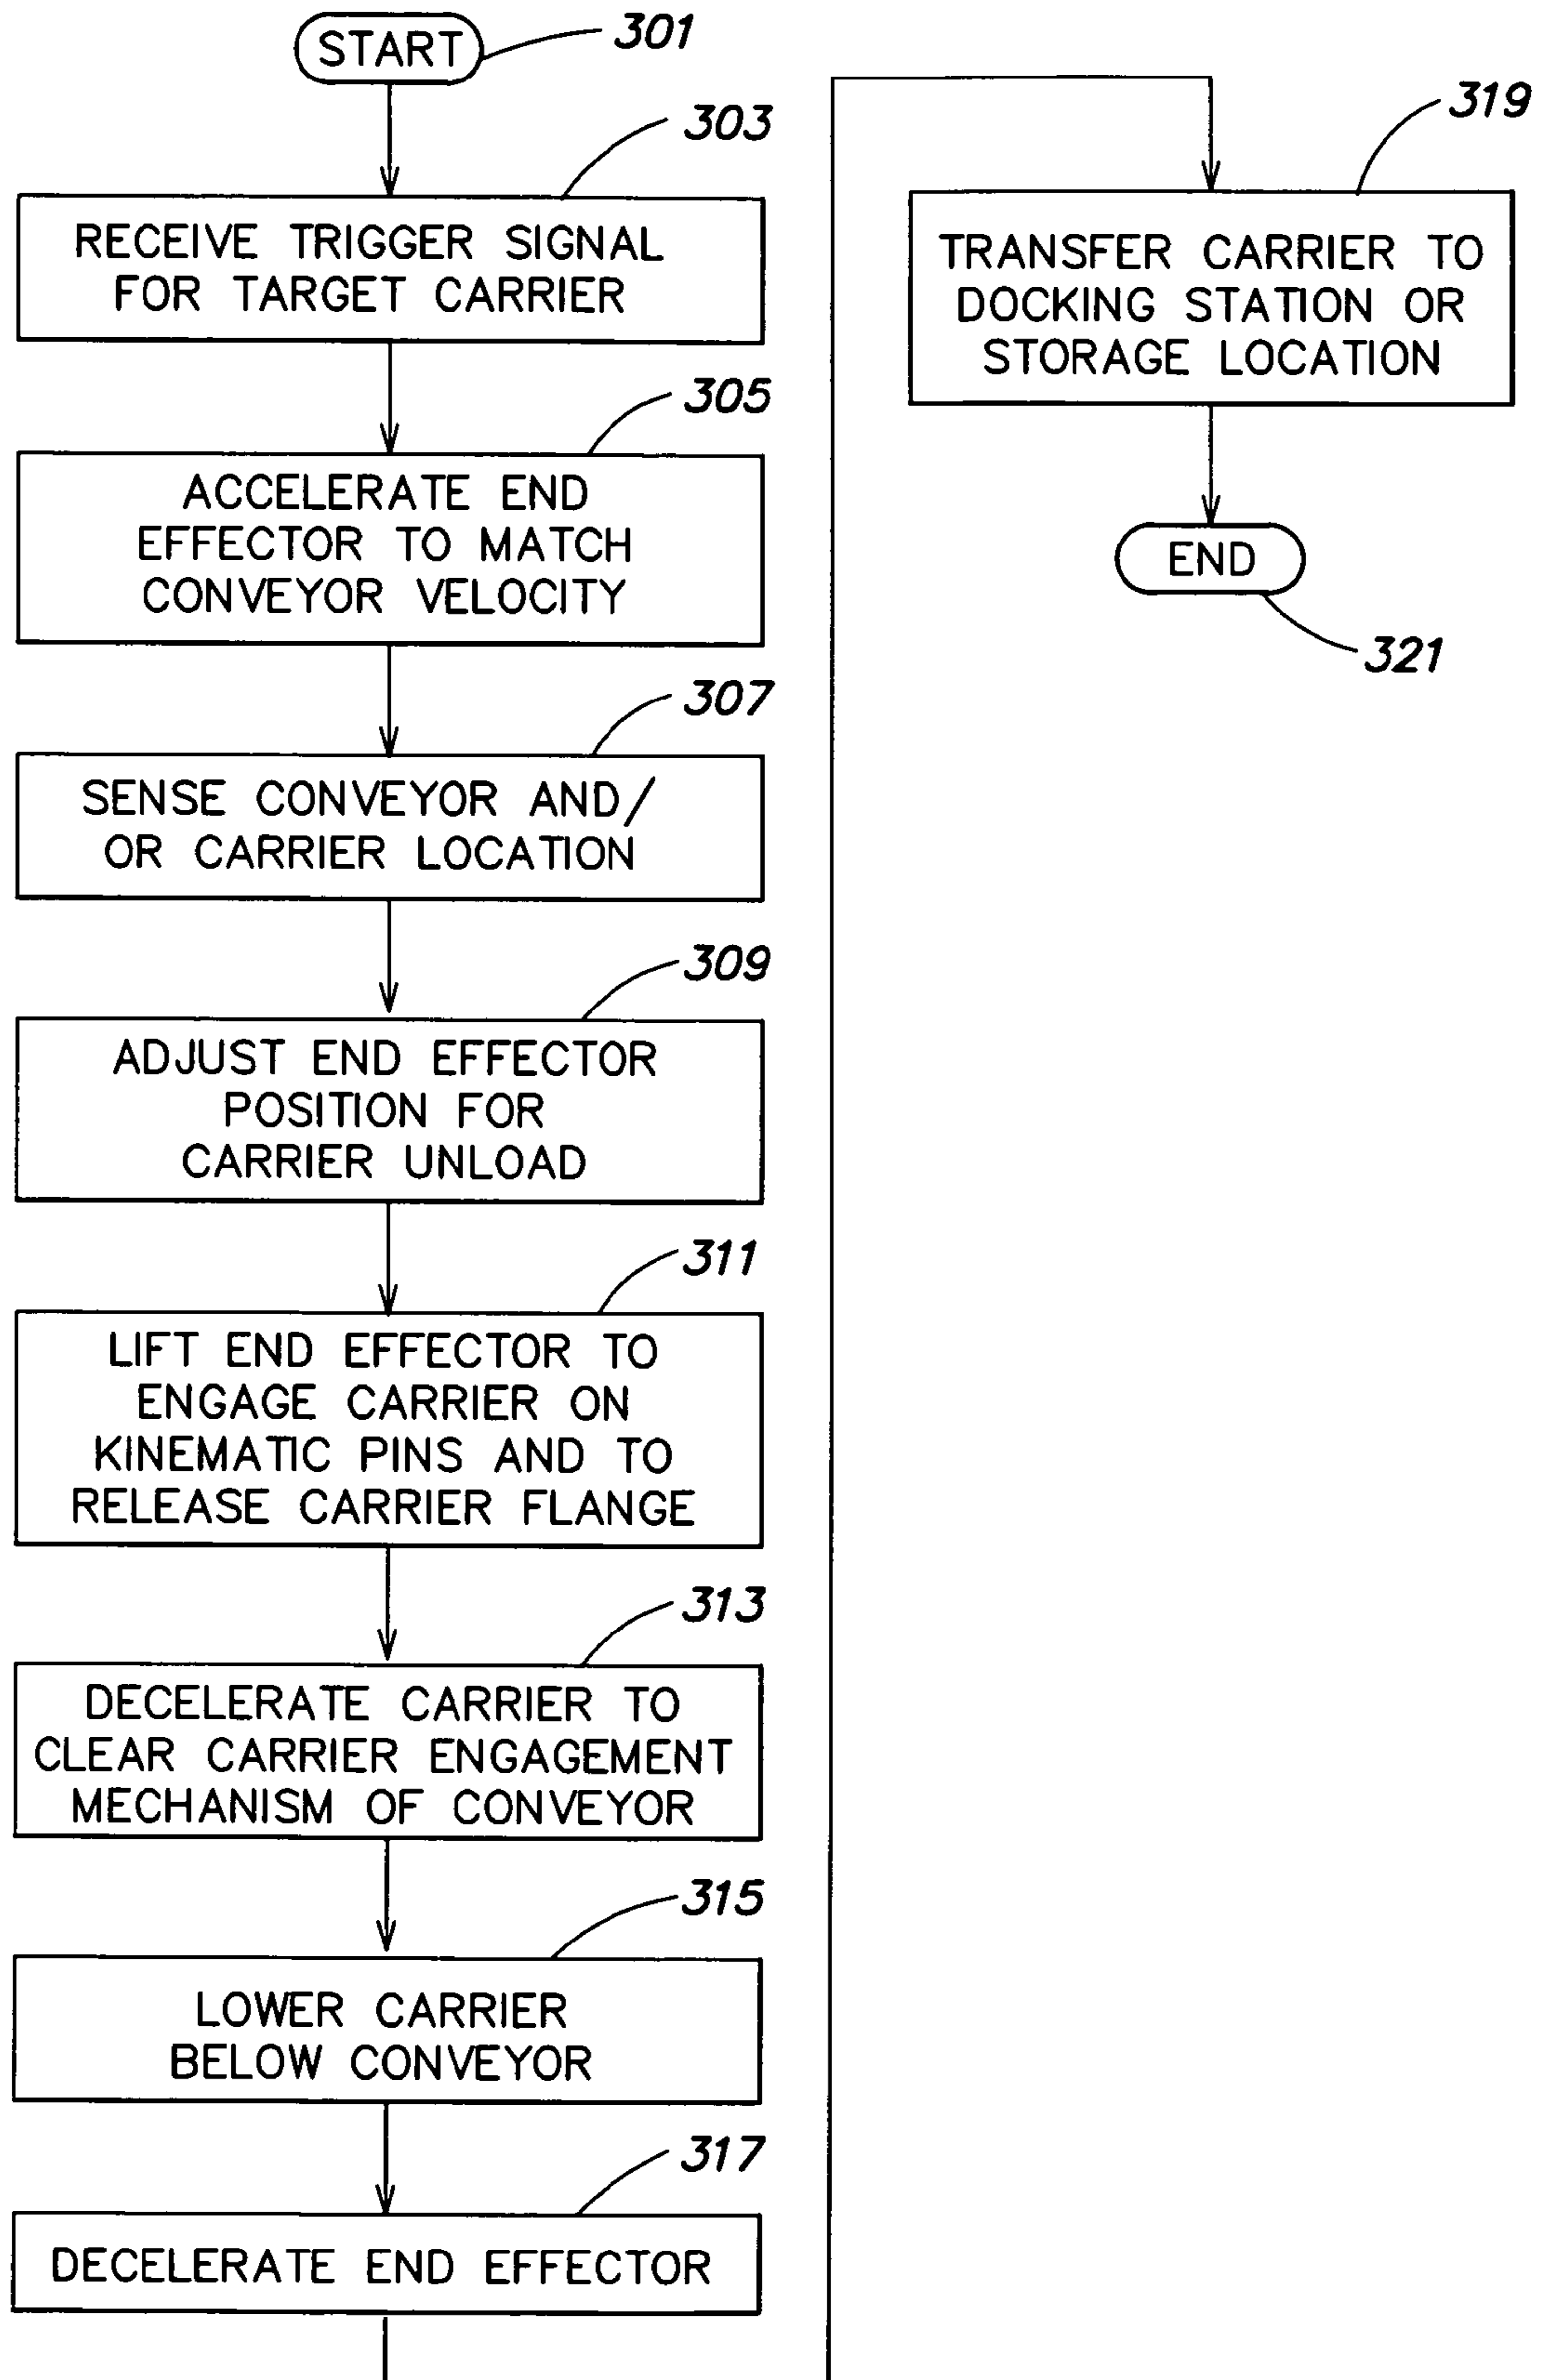 START
301
303
RECEIVE TRIGGER SIGNAL
FOR TARGET CARRIER
305
ACCELERATE END
EFFECTOR TO MATCH
CONVEYOR VELOCITY
307
SENSE CONVEYOR AND/
OR CARRIER LOCATION
309
ADJUST END EFFECTOR
POSITION FOR
CARRIER UNLOAD
311
LIFT END EFFECTOR TO
ENGAGE CARRIER ON
KINEMATIC PINS AND TO
RELEASE CARRIER FLANGE
313
DECELERATE CARRIER TO
CLEAR CARRIER ENGAGEMENT
MECHANISM OF CONVEYOR
315
LOWER CARRIER
BELOW CONVEYOR
317
DECELERATE END EFFECTOR
319
TRANSFER CARRIER TO
DOCKING STATION OR
STORAGE LOCATION
END
321